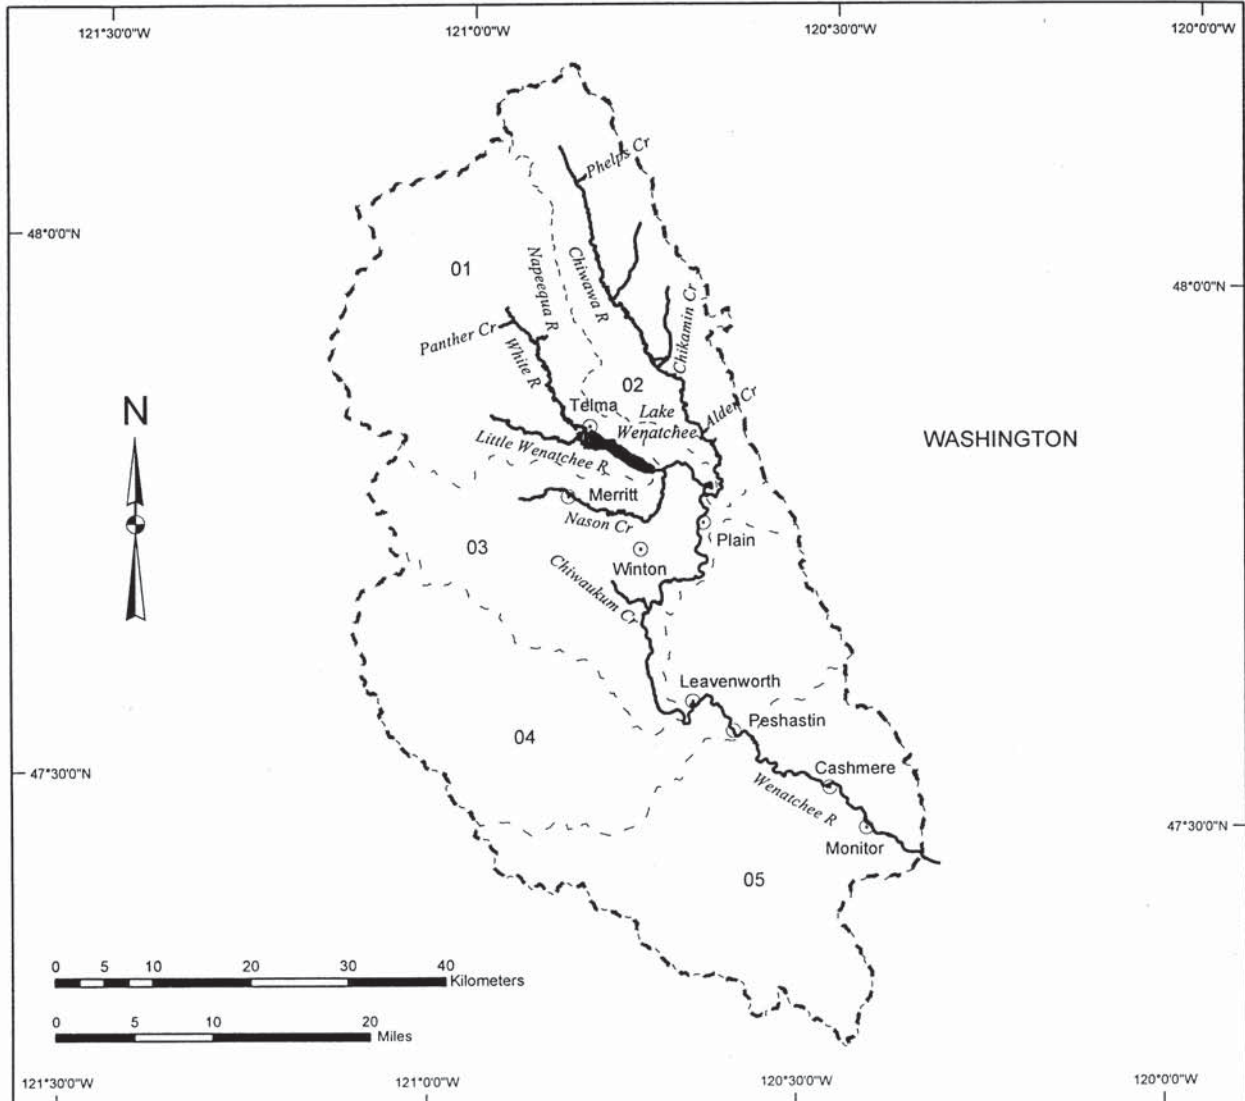 121°30'0"W
121°0'0"W
120°30'0"W
120°0'0"W
Phelps Cr
48°0'0"N
01
Napeequa R
Chiwawa R
48°0'0"N
Chikamin Cr
Panther Cr
White R
02
Telma
Lake
Wenatchee
Alder Cr
N
WASHINGTON
Little Wenatchee R
Merritt
Nason Cr
Plain
03
Winton
Chiwaukum Cr
Leavenworth
Peshastin
04
47°30'0"N
Cashmere
Wenatchee R
47°30'0"N
Monitor
05
0 5 10 20 30 40
Kilometers
0 5 10 20
Miles
121°30'0"W
121°0'0"W
120°30'0"W
120°0'0"W